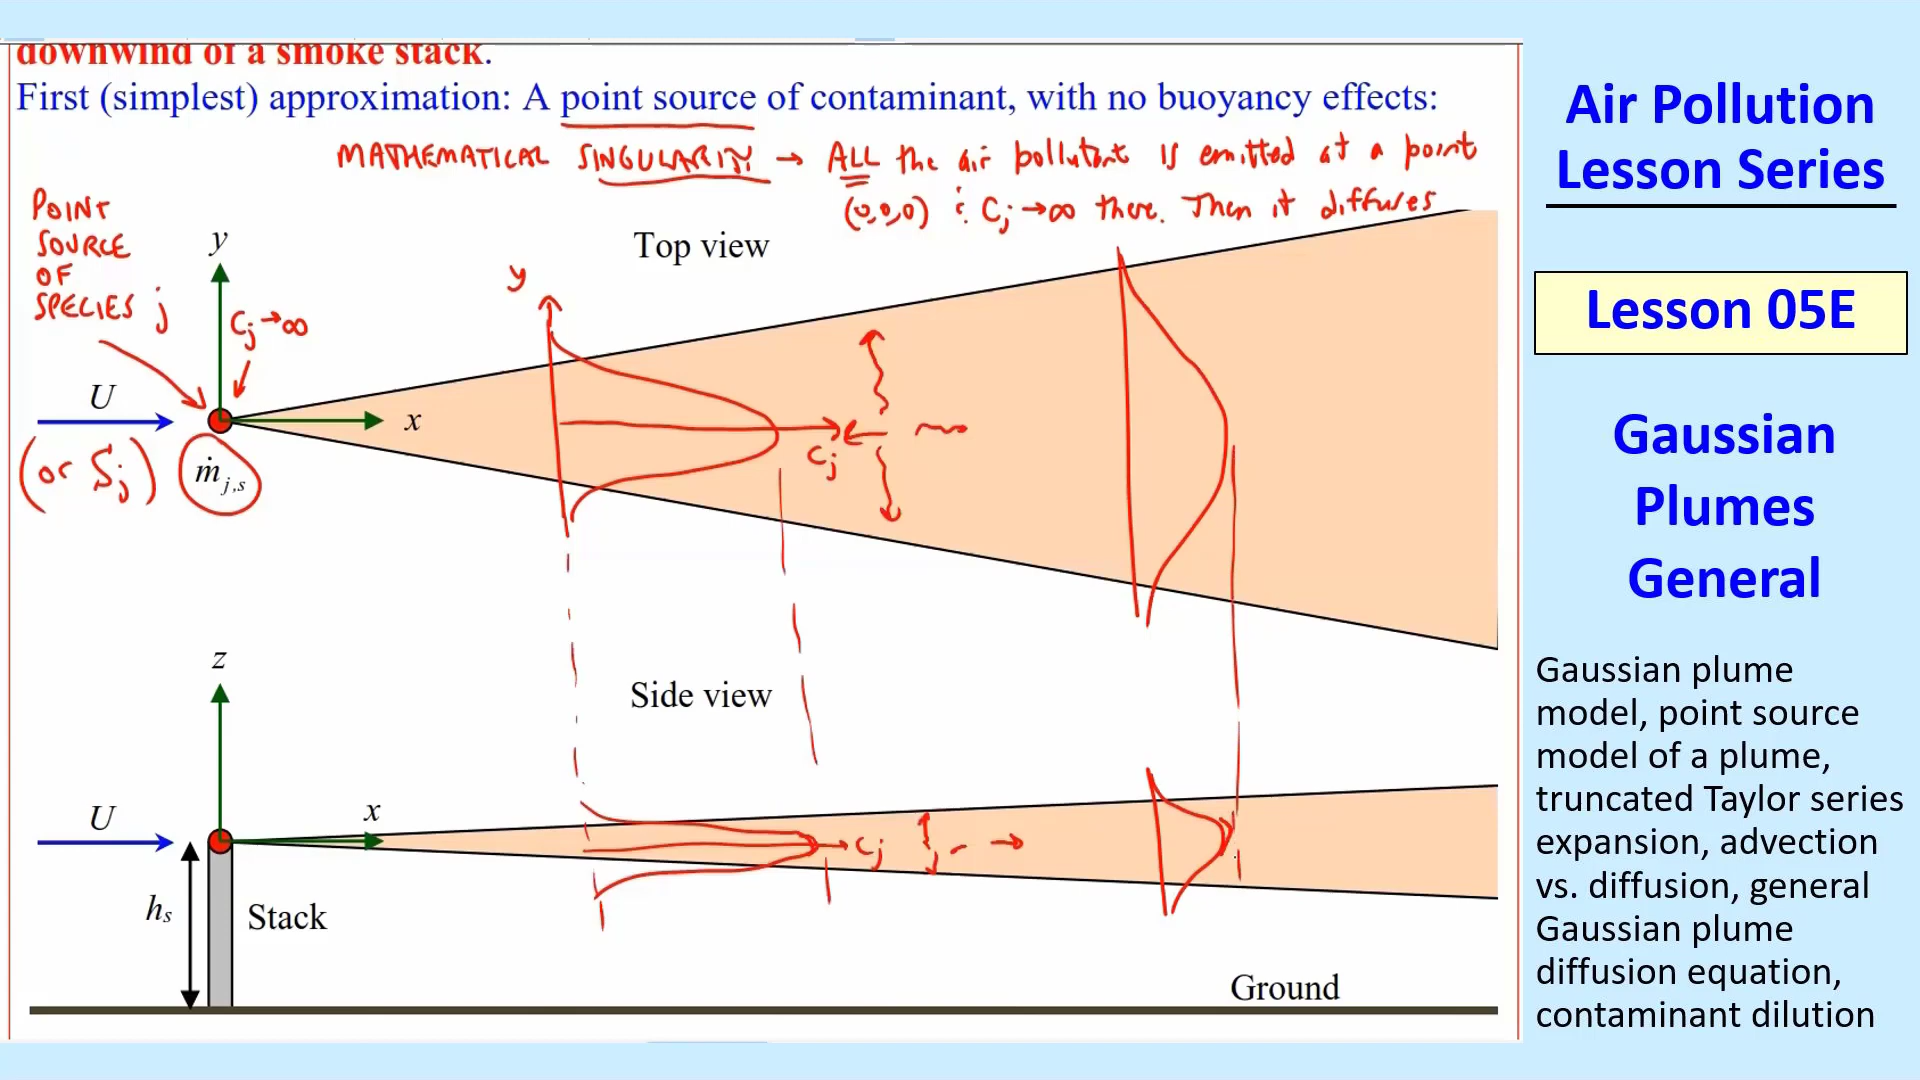 downwind of a smoke stack.
First (simplest) approximation: A point source of contaminant, with no buoyancy effects:
MATHEMATICAL SINGULARITY → ALL the air pollutant is emitted at a point
(0,0,0) ∴ Cj → ∞ there. Then it diffuses
POINT
SOURCE
OF
SPECIES j
y
Top view
y
Cj → ∞
U
x
Cj
(or Sj)
ṁj,s
z
Side view
U
x
Cj
hs
Stack
Ground
Air Pollution
Lesson Series
Lesson 05E
Gaussian
Plumes
General
Gaussian plume
model, point source
model of a plume,
truncated Taylor series
expansion, advection
vs. diffusion, general
Gaussian plume
diffusion equation,
contaminant dilution